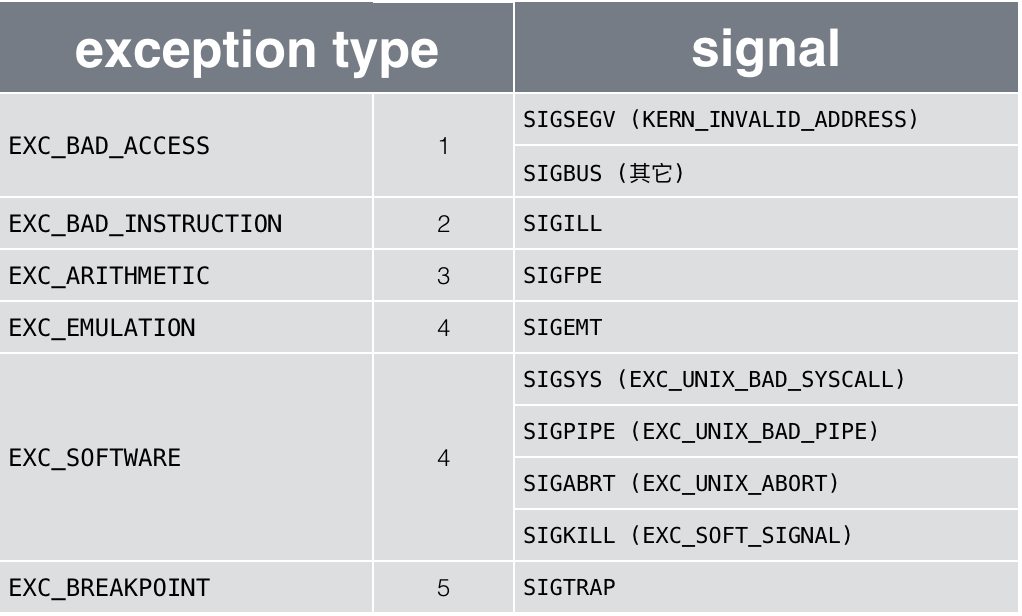 exception type signal
EXC_BAD_ACCESS 1 SIGSEGV (KERN_INVALID_ADDRESS)
SIGBUS (其它)
EXC_BAD_INSTRUCTION 2 SIGILL
EXC_ARITHMETIC 3 SIGFPE
EXC_EMULATION 4 SIGEMT
EXC_SOFTWARE 4 SIGSYS (EXC_UNIX_BAD_SYSCALL)
SIGPIPE (EXC_UNIX_BAD_PIPE)
SIGABRT (EXC_UNIX_ABORT)
SIGKILL (EXC_SOFT_SIGNAL)
EXC_BREAKPOINT 5 SIGTRAP